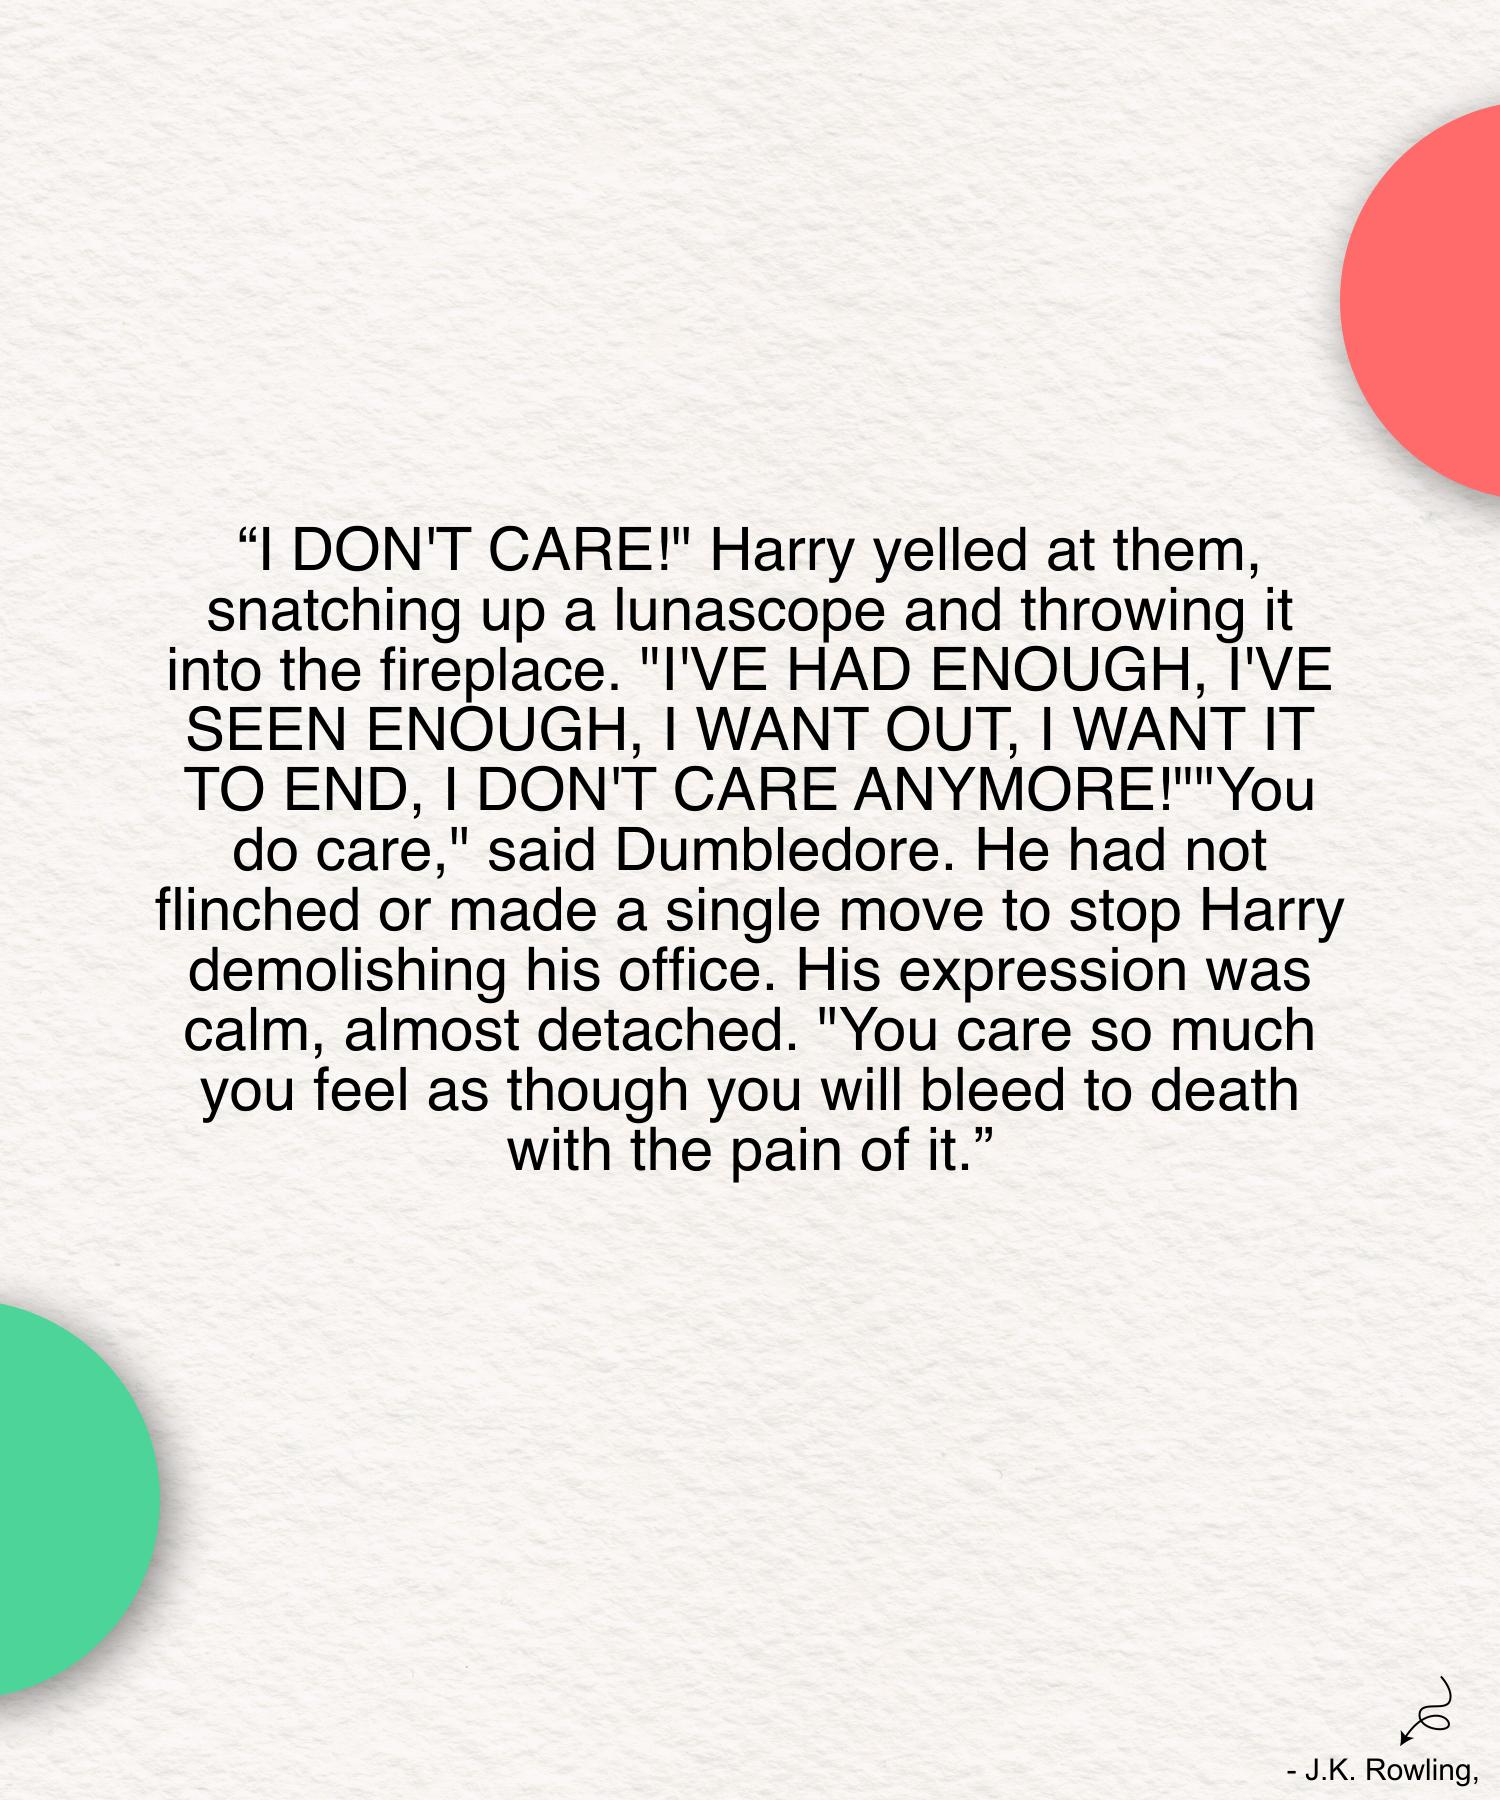 “I DON'T CARE!" Harry yelled at them,
snatching up a lunascope and throwing it
into the fireplace. "I'VE HAD ENOUGH, I'VE
SEEN ENOUGH, I WANT OUT, I WANT IT
TO END, I DON'T CARE ANYMORE!""You
do care," said Dumbledore. He had not
flinched or made a single move to stop Harry
demolishing his office. His expression was
calm, almost detached. "You care so much
you feel as though you will bleed to death
with the pain of it.”
- J.K. Rowling,